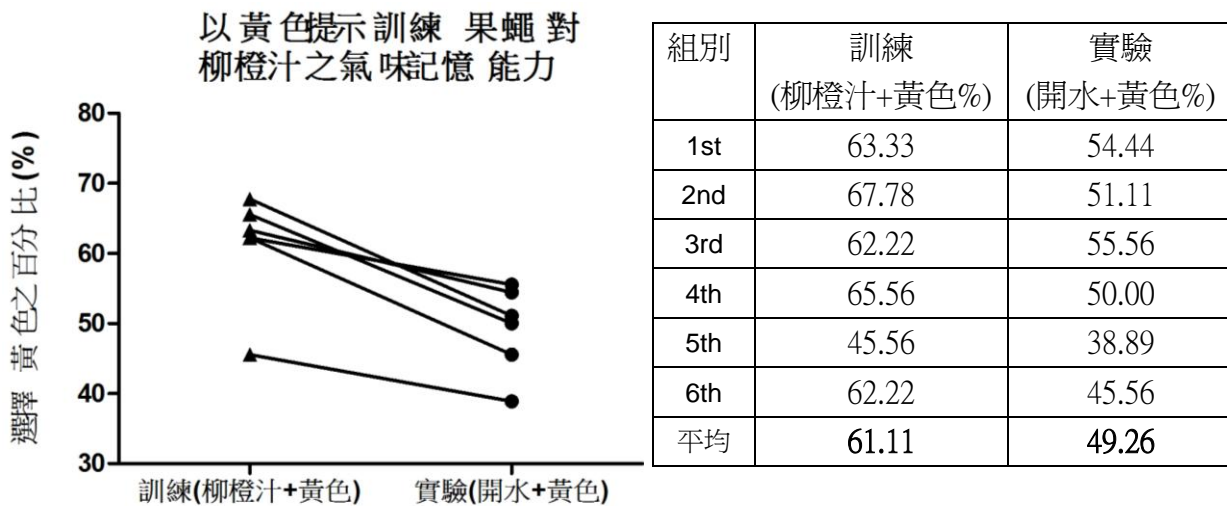 以黃色提示訓練 果蠅對
柳橙汁之氣味記憶 能力
選擇 黃色之百分比(%)
80
70
60
50
40
30
訓練(柳橙汁+黃色) 實驗(開水+黃色)
組別 訓練 實驗
(柳橙汁+黃色%) (開水+黃色%)
1st 63.33 54.44
2nd 67.78 51.11
3rd 62.22 55.56
4th 65.56 50.00
5th 45.56 38.89
6th 62.22 45.56
平均 61.11 49.26